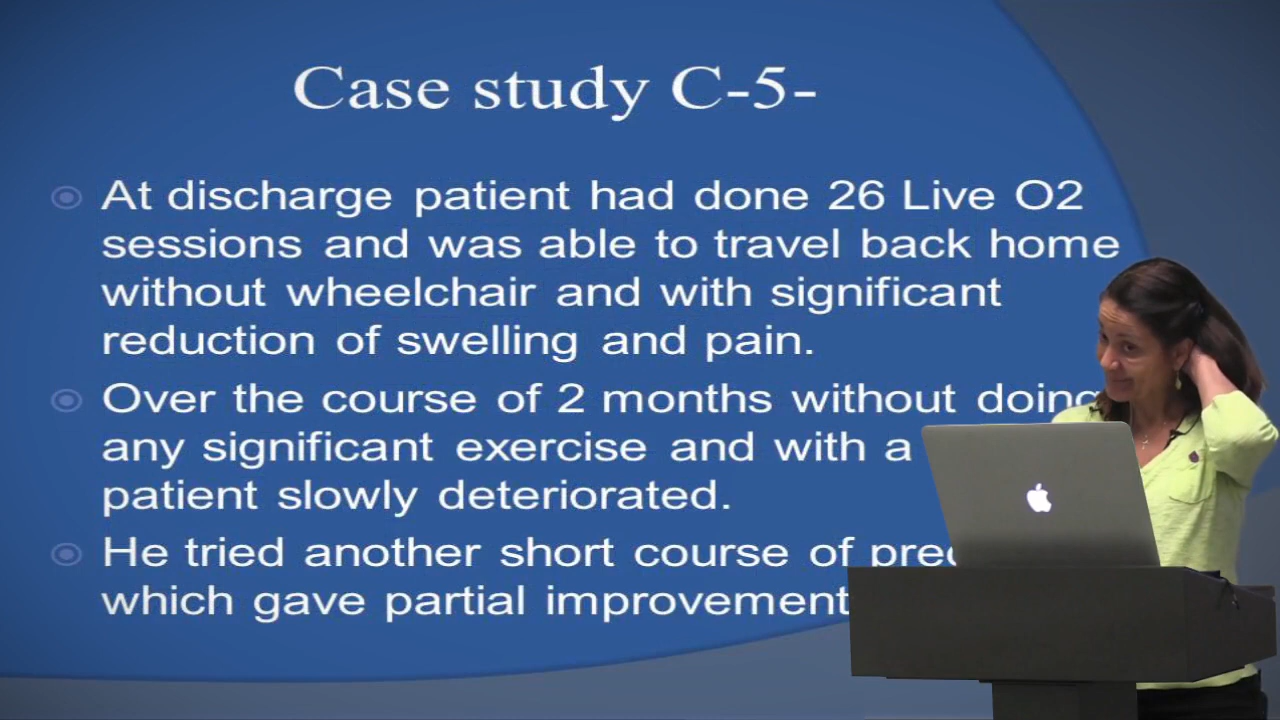 Case study C-5-
At discharge patient had done 26 Live O2
sessions and was able to travel back home
without wheelchair and with significant
reduction of swelling and pain.
Over the course of 2 months without doing
any significant exercise and with a
patient slowly deteriorated.
He tried another short course of
which gave partial improvement